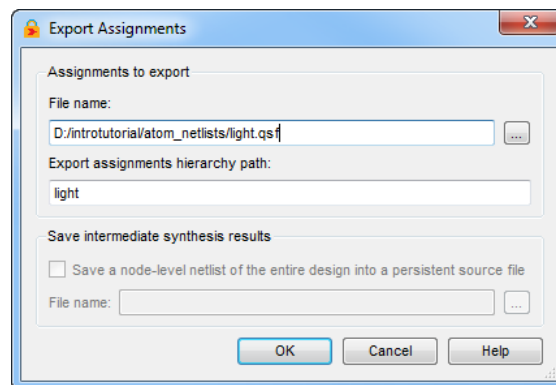 Export Assignments
Assignments to export
File name:
D:/introtutorial/atom_netlists/light.qsf
...
Export assignments hierarchy path:
light
Save intermediate synthesis results
Save a node-level netlist of the entire design into a persistent source file
File name:
...
OK Cancel Help